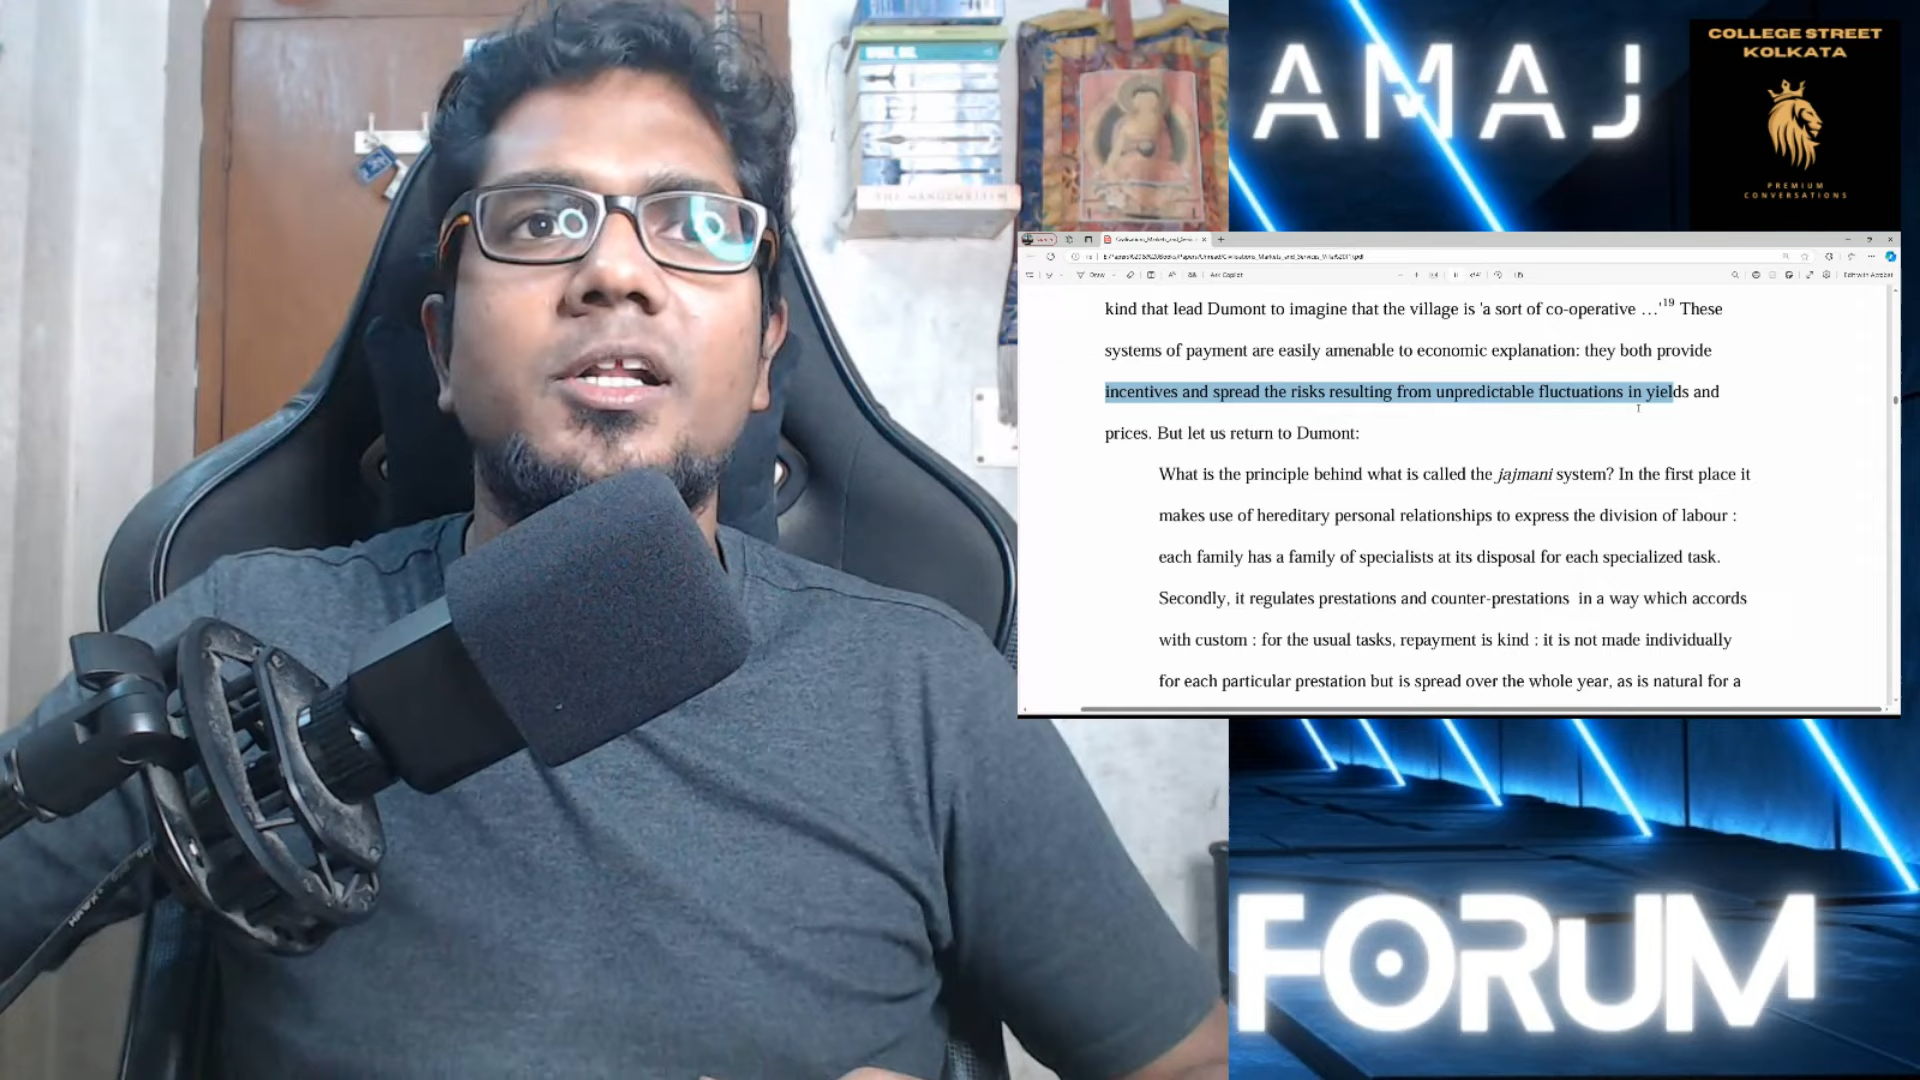 AMAJ
COLLEGE STREET
KOLKATA
PREMIUM
CONVERSATIONS
Draw
Ask Copilot
Edit with Acrobat
kind that lead Dumont to imagine that the village is 'a sort of co-operative …'19 These
systems of payment are easily amenable to economic explanation: they both provide
incentives and spread the risks resulting from unpredictable fluctuations in yields and
prices. But let us return to Dumont:
What is the principle behind what is called the jajmani system? In the first place it
makes use of hereditary personal relationships to express the division of labour :
each family has a family of specialists at its disposal for each specialized task.
Secondly, it regulates prestations and counter-prestations in a way which accords
with custom : for the usual tasks, repayment is kind : it is not made individually
for each particular prestation but is spread over the whole year, as is natural for a
FORUM